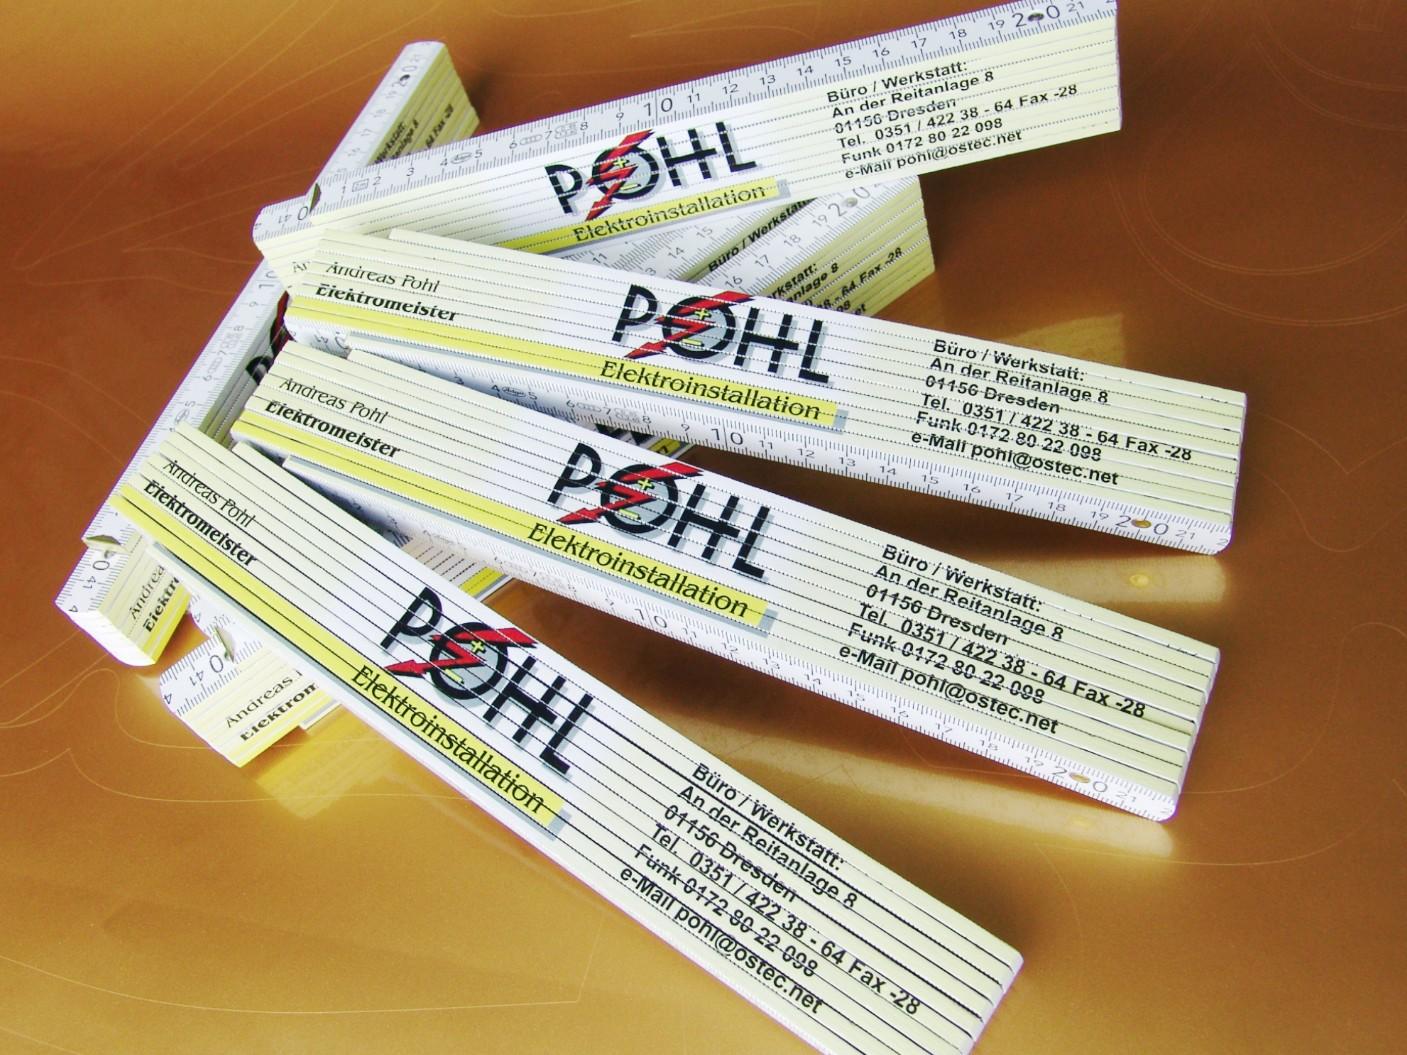 Andreas Pohl
Elektromeister
POHL
Elektroinstallation
Büro / Werkstatt:
An der Reitanlage 8
01156 Dresden
Tel. 0351 / 422 38 - 64 Fax -28
Funk 0172 80 22 098
e-Mail pohl@ostec.net